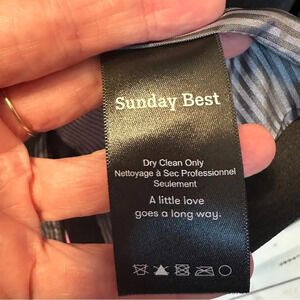 Sunday Best
Dry Clean Only
Nettoyage à Sec Professionnel
Seulement
A little love
goes a long way.